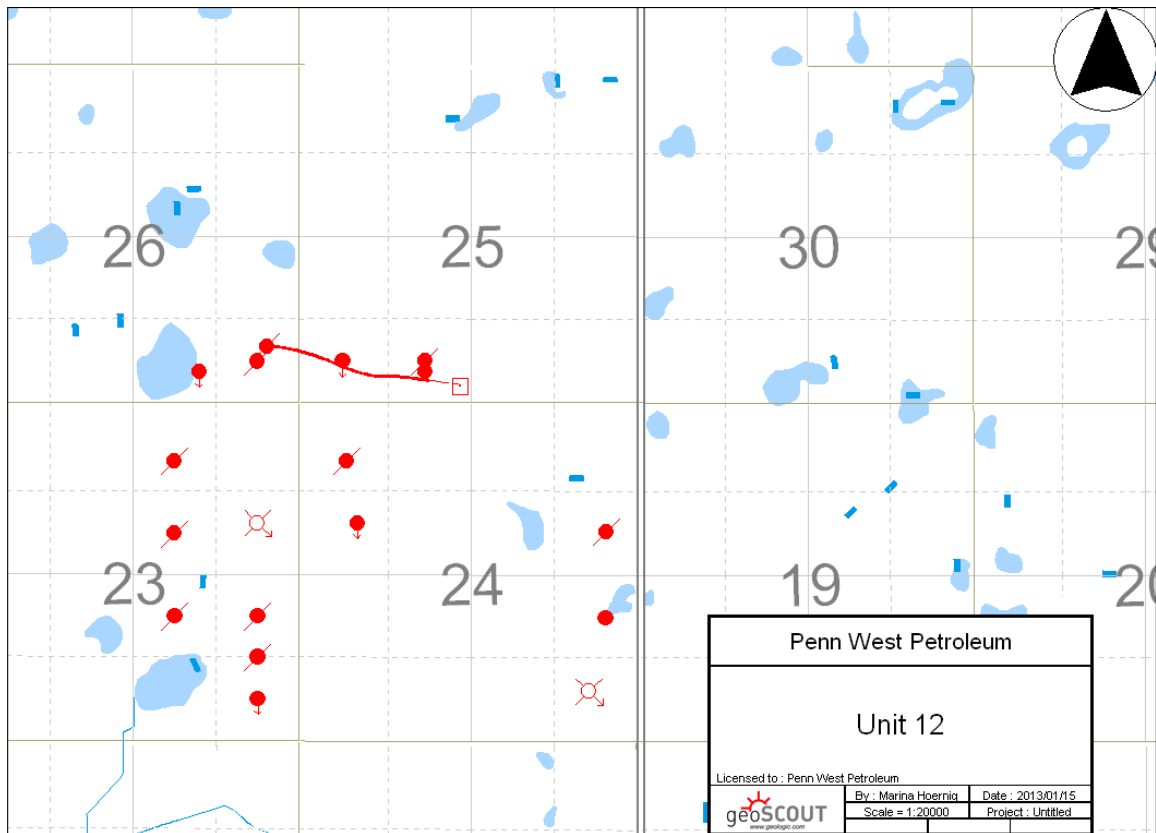 26
25
30
29
23
24
19
20
Penn West Petroleum
Unit 12
Licensed to : Penn West Petroleum
geoSCOUT
www.geologic.com
By : Marina Hoernig
Date : 2013/01/15
Scale = 1:20000
Project : Untitled